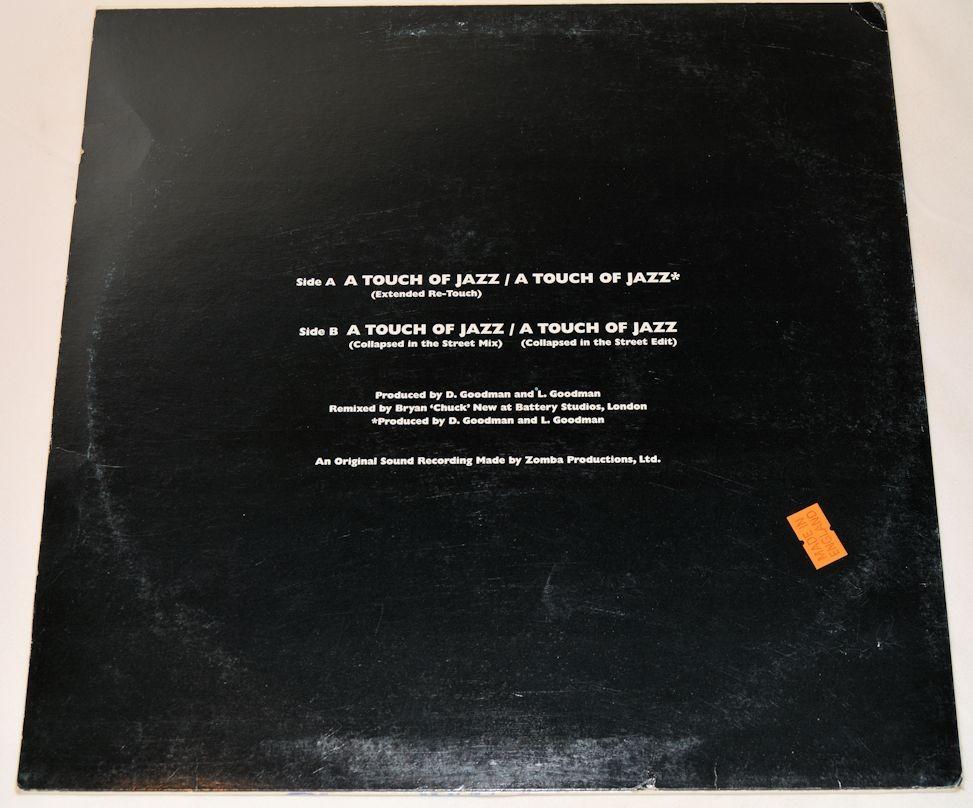 Side A A TOUCH OF JAZZ / A TOUCH OF JAZZ*
(Extended Re-Touch)
Side B A TOUCH OF JAZZ / A TOUCH OF JAZZ
(Collapsed in the Street Mix) (Collapsed in the Street Edit)
Produced by D. Goodman and L. Goodman
Remixed by Bryan ‘Chuck’ New at Battery Studios, London
*Produced by D. Goodman and L. Goodman
An Original Sound Recording Made by Zomba Productions, Ltd.
MADE IN
ENGLAND